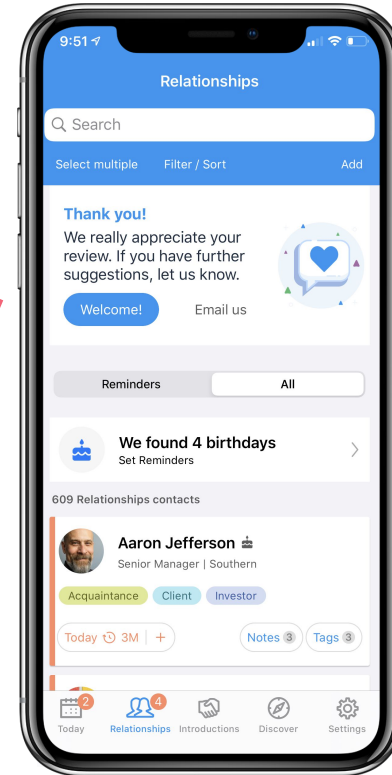 9:51
Relationships
Search
Select multiple Filter / Sort Add
Thank you!
We really appreciate your
review. If you have further
suggestions, let us know.
Welcome! Email us
Reminders All
We found 4 birthdays
Set Reminders
609 Relationships contacts
Aaron Jefferson
Senior Manager | Southern
Acquaintance Client Investor
Today 3M + Notes 3 Tags 3
2 4
Today Relationships Introductions Discover Settings